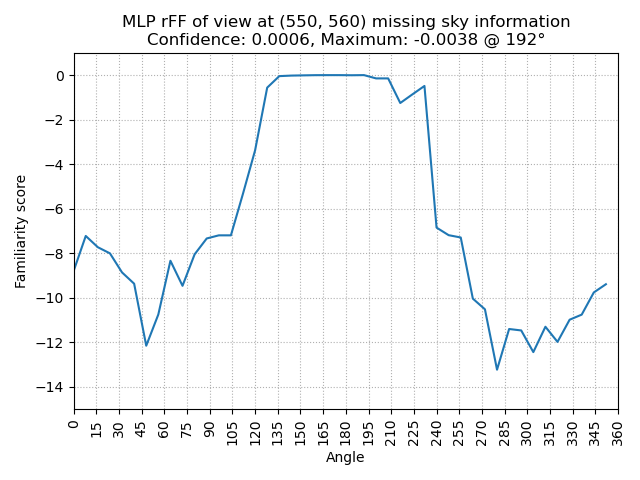 MLP rFF of view at (550, 560) missing sky information
Confidence: 0.0006, Maximum: -0.0038 @ 192°
Familiarity score
0
−2
−4
−6
−8
−10
−12
−14
0 15 30 45 60 75 90 105 120 135 150 165 180 195 210 225 240 255 270 285 300 315 330 345 360
Angle